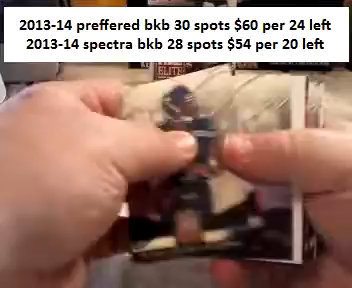 2013-14 preffered bkb 30 spots $60 per 24 left
2013-14 spectra bkb 28 spots $54 per 20 left